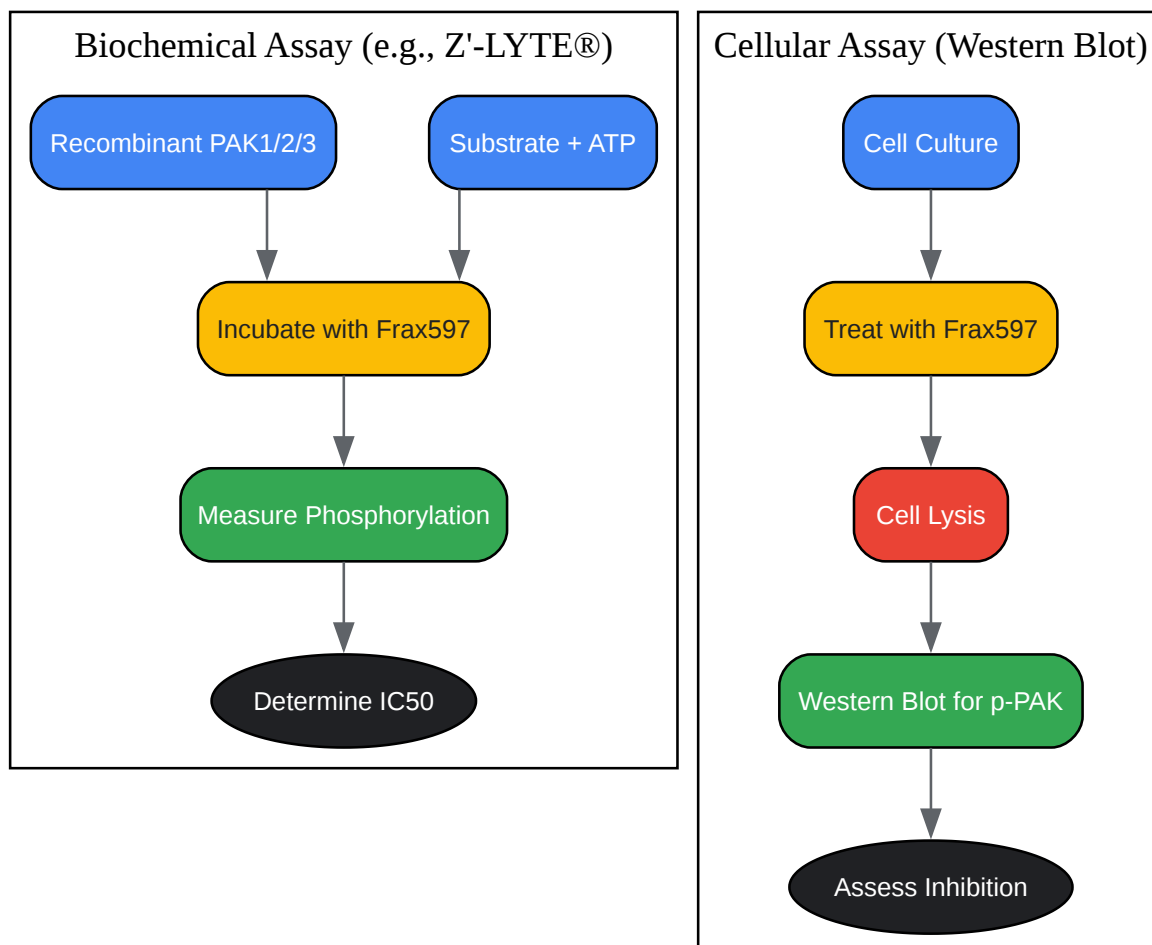 Biochemical Assay (e.g., Z'-LYTE®)
Recombinant PAK1/2/3
Substrate + ATP
Incubate with Frax597
Measure Phosphorylation
Determine IC50
Cellular Assay (Western Blot)
Cell Culture
Treat with Frax597
Cell Lysis
Western Blot for p-PAK
Assess Inhibition